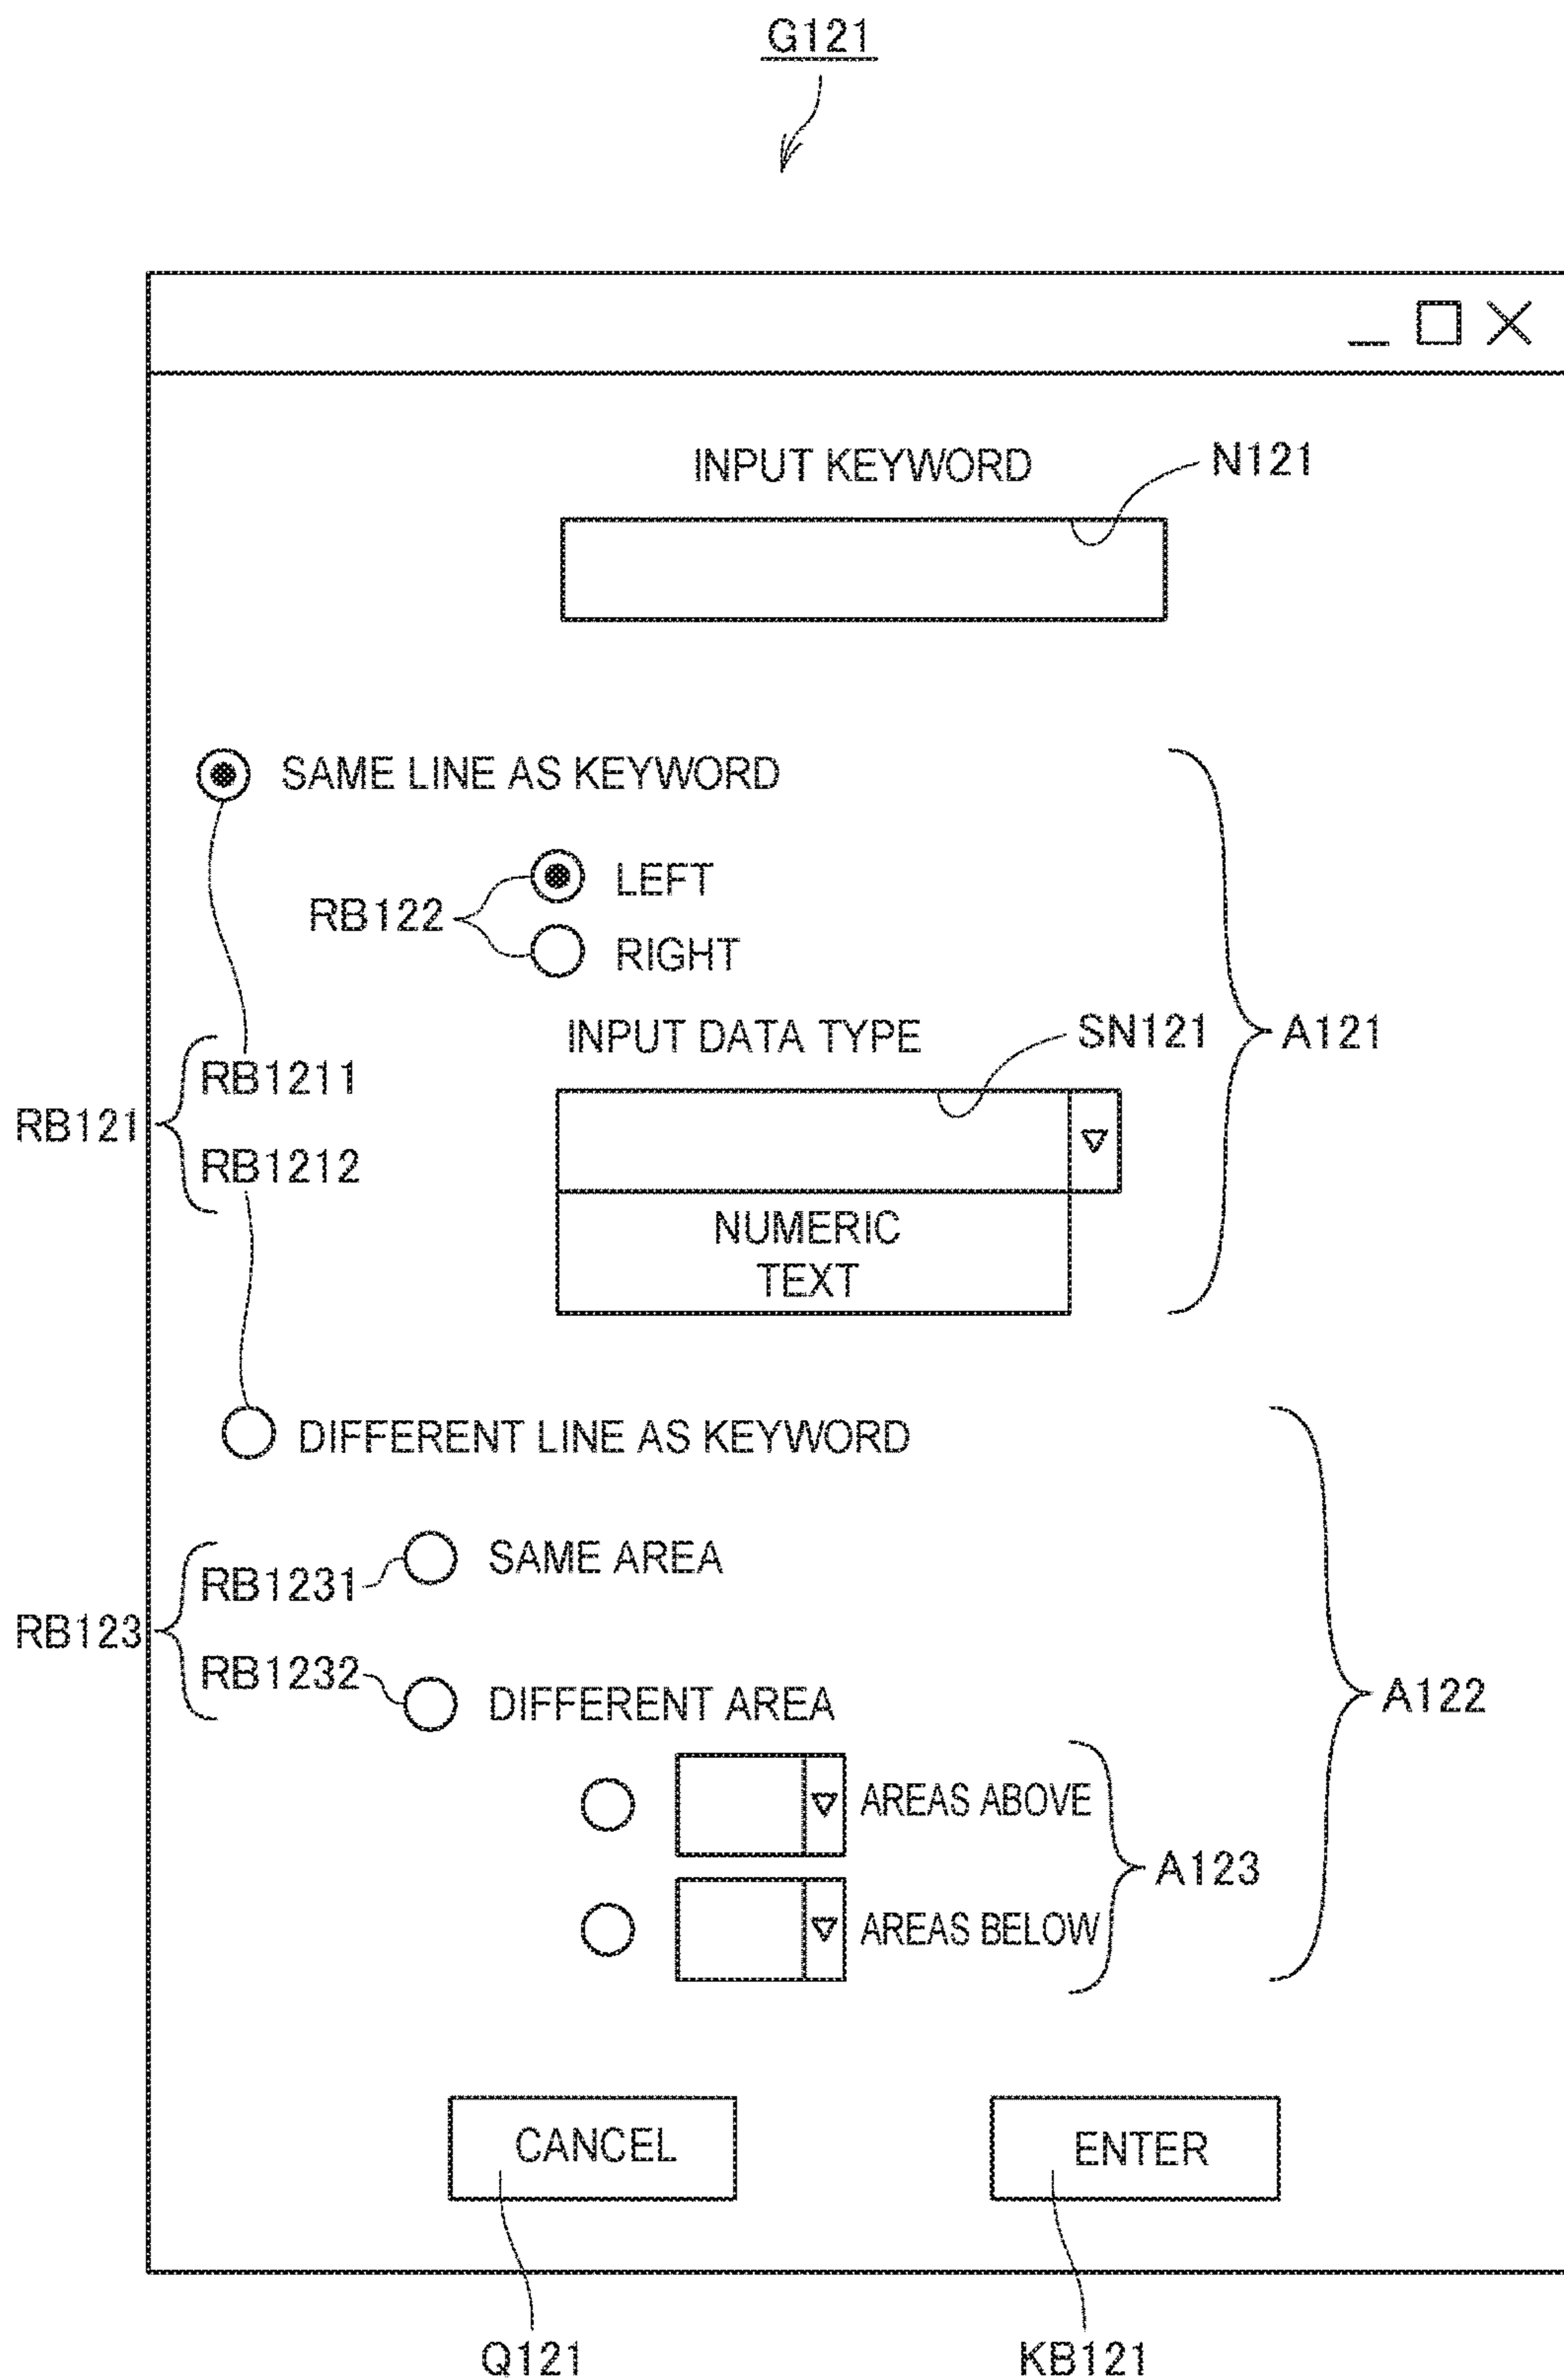 G121
INPUT KEYWORD
N121
SAME LINE AS KEYWORD
LEFT
RB122
RIGHT
INPUT DATA TYPE
SN121
A121
RB1211
RB121
RB1212
NUMERIC
TEXT
DIFFERENT LINE AS KEYWORD
SAME AREA
RB1231
RB123
RB1232
DIFFERENT AREA
A122
AREAS ABOVE
A123
AREAS BELOW
CANCEL
ENTER
Q121
KB121